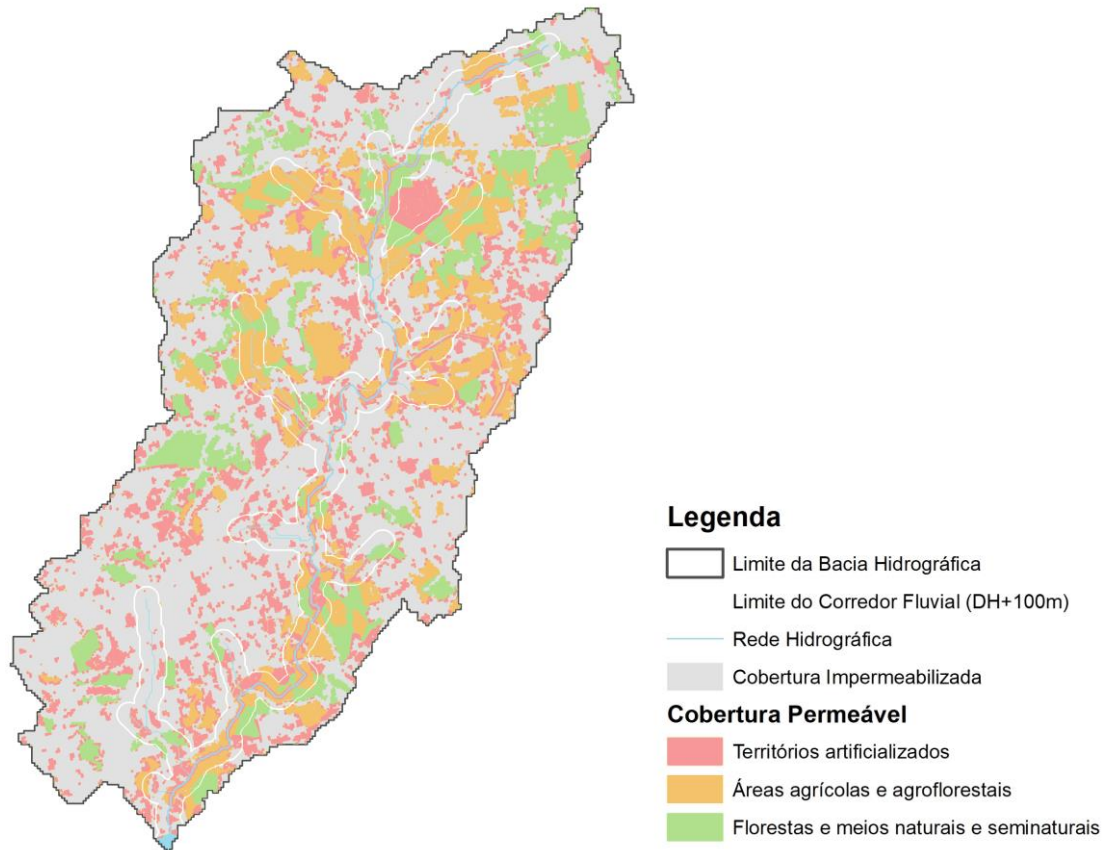 Legenda
Limite da Bacia Hidrográfica
Limite do Corredor Fluvial (DH+100m)
Rede Hidrográfica
Cobertura Impermeabilizada
Cobertura Permeável
Territórios artificializados
Áreas agrícolas e agroflorestais
Florestas e meios naturais e seminaturais